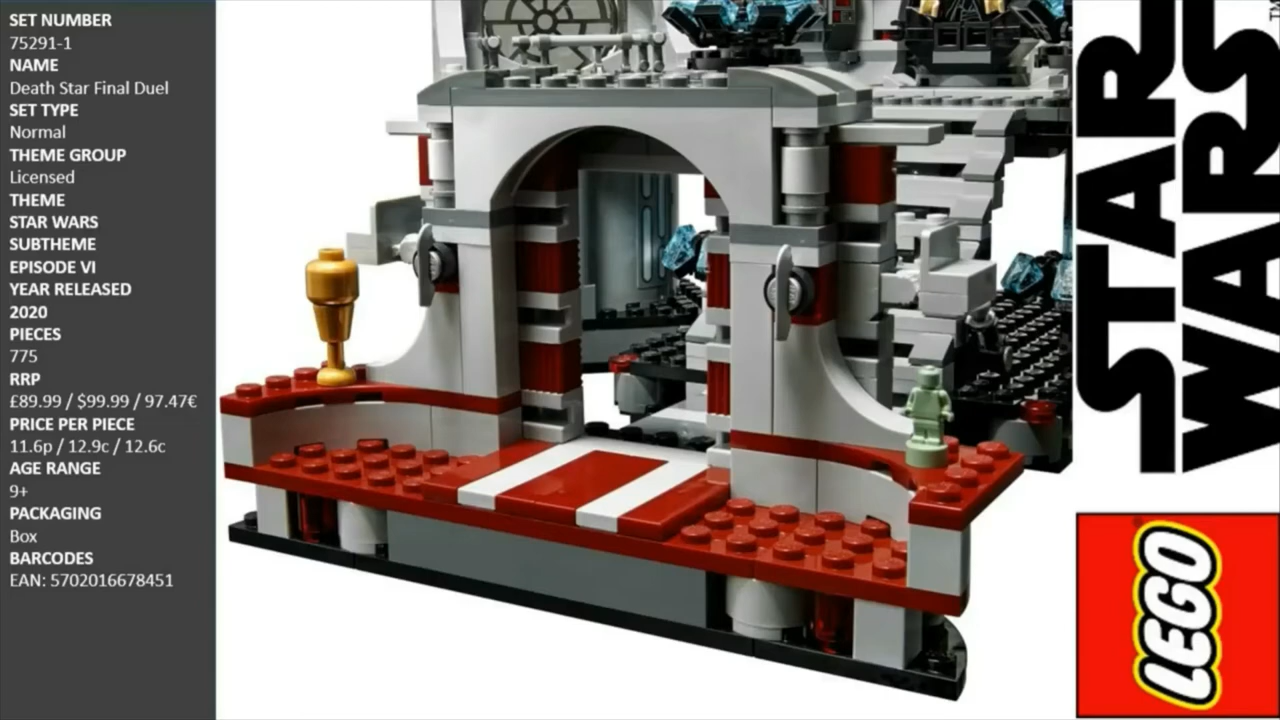 SET NUMBER
75291-1
NAME
Death Star Final Duel
SET TYPE
Normal
THEME GROUP
Licensed
THEME
STAR WARS
SUBTHEME
EPISODE VI
YEAR RELEASED
2020
PIECES
775
RRP
£89.99 / $99.99 / 97.47€
PRICE PER PIECE
11.6p / 12.9c / 12.6c
AGE RANGE
9+
PACKAGING
Box
BARCODES
EAN: 5702016678451
STAR
WARS
TM
LEGO